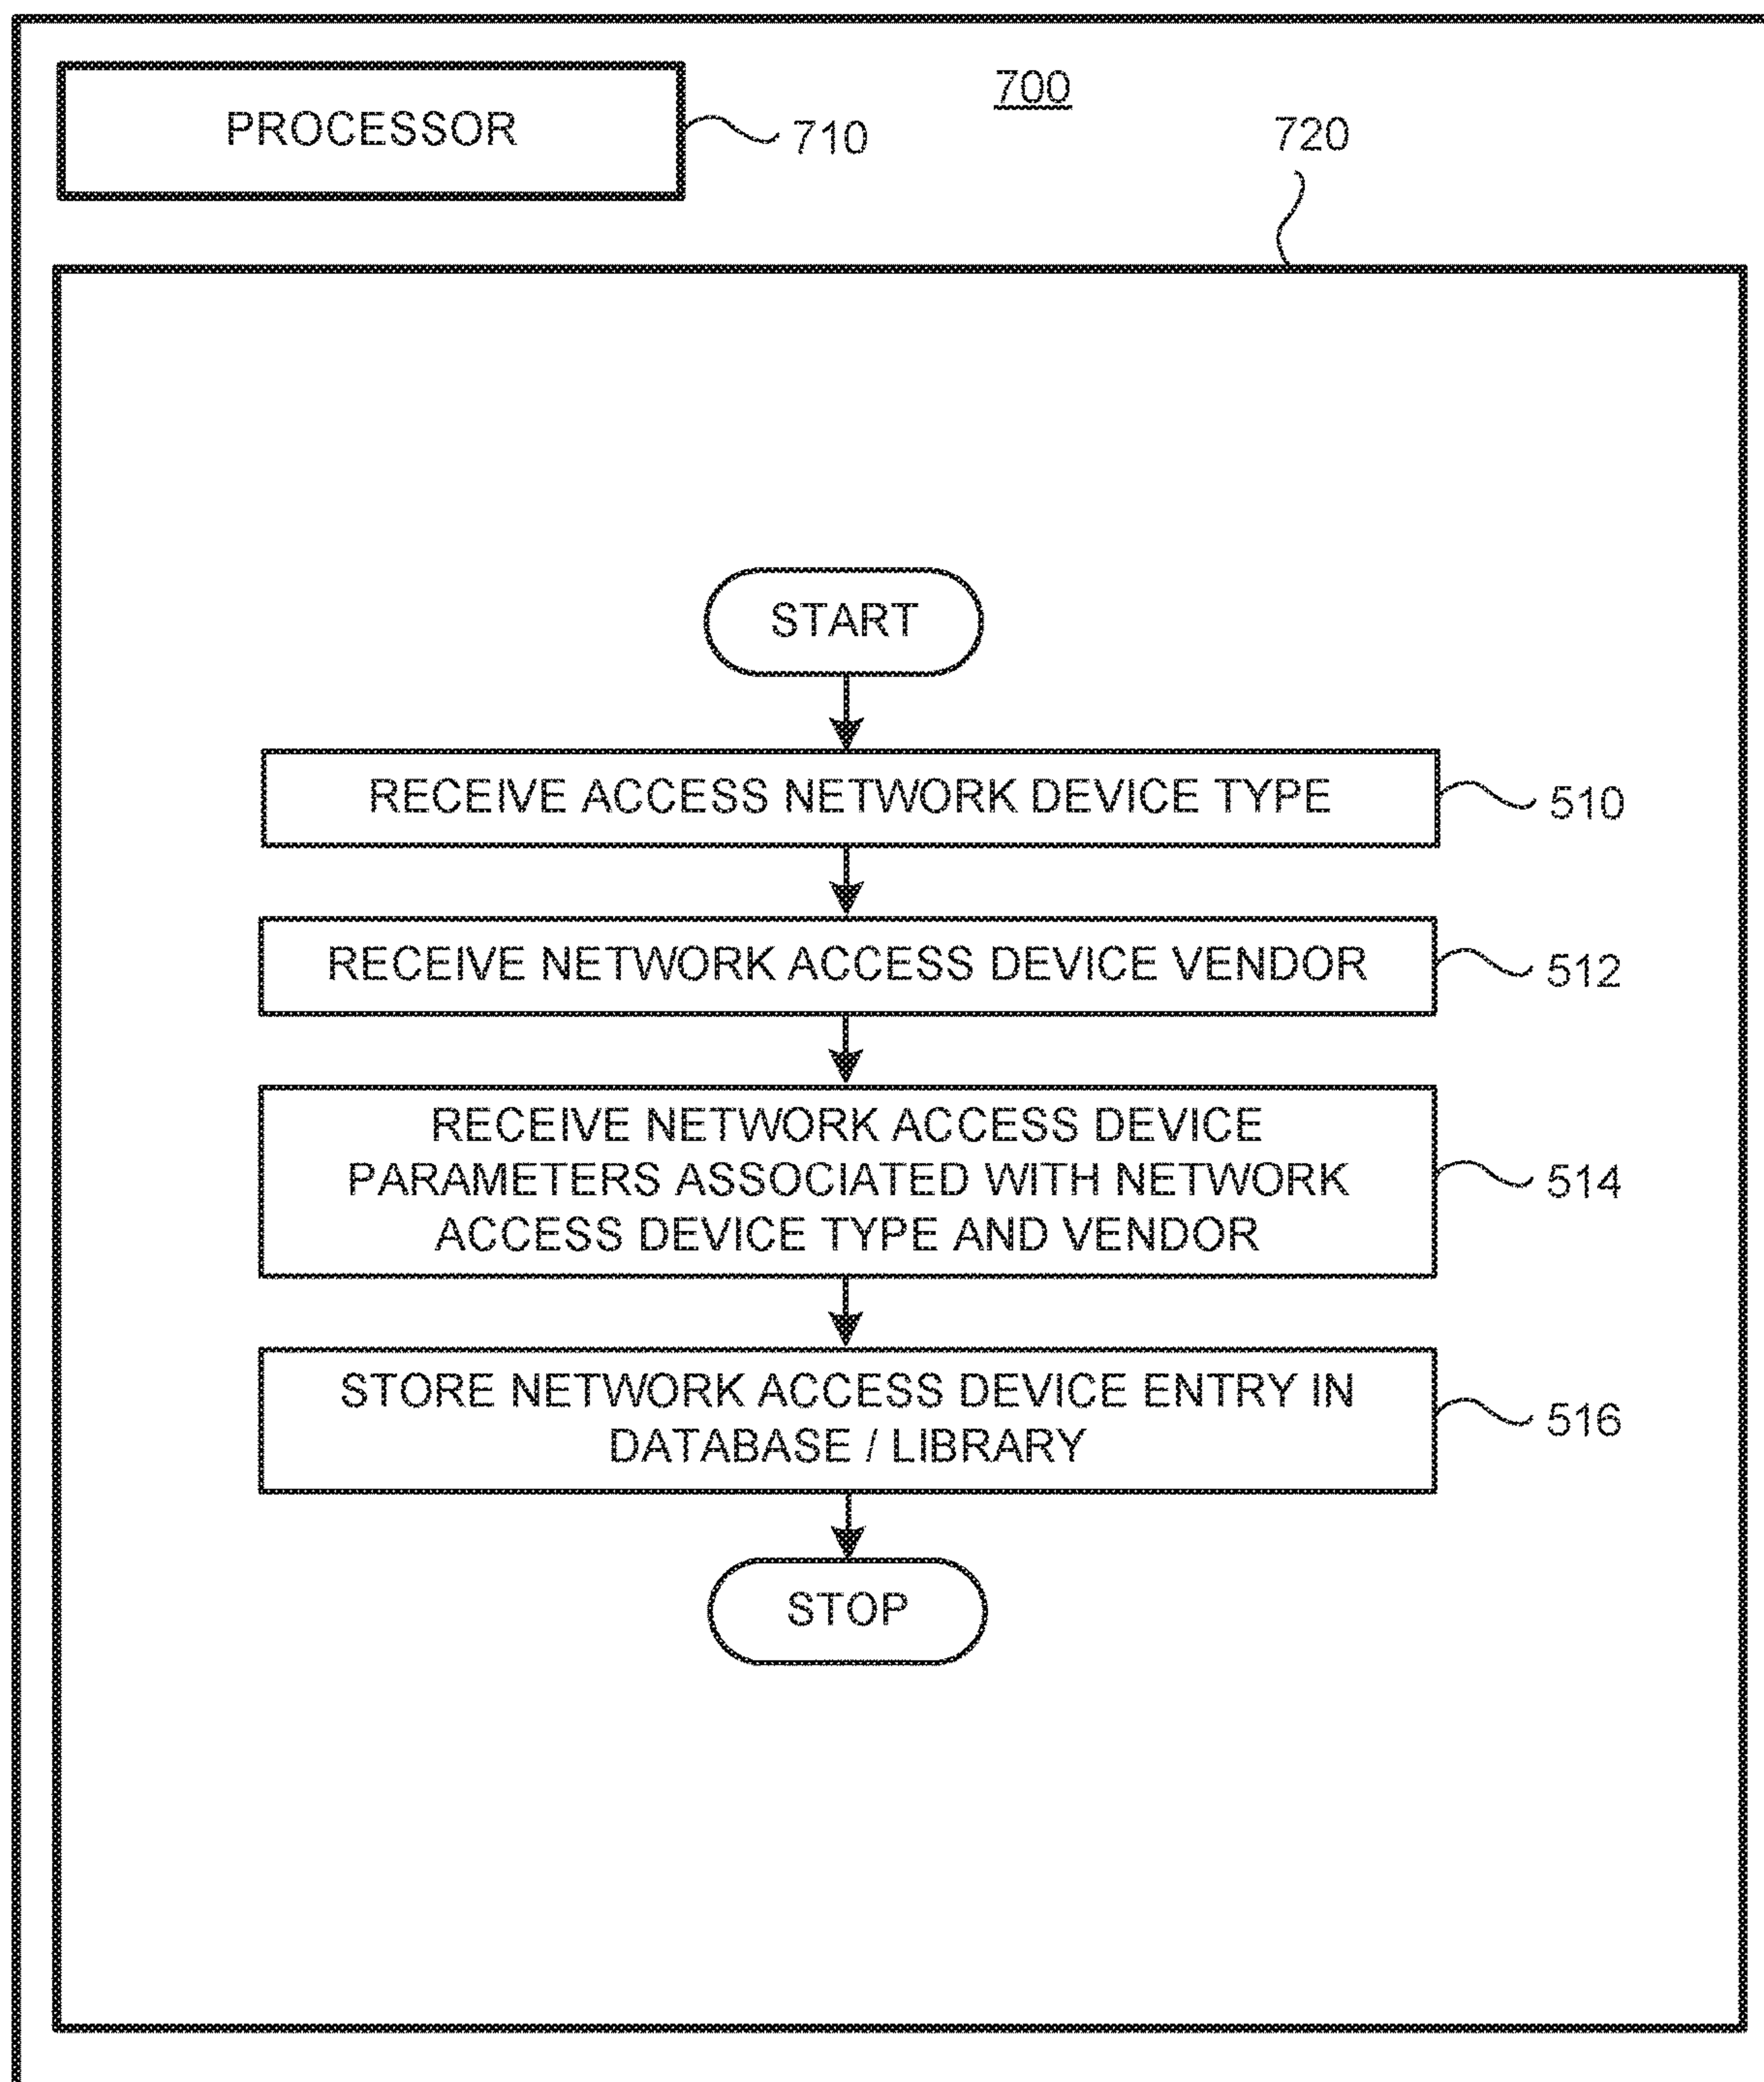 700
PROCESSOR
710
720
START
RECEIVE ACCESS NETWORK DEVICE TYPE
510
RECEIVE NETWORK ACCESS DEVICE VENDOR
512
RECEIVE NETWORK ACCESS DEVICE
PARAMETERS ASSOCIATED WITH NETWORK
ACCESS DEVICE TYPE AND VENDOR
514
STORE NETWORK ACCESS DEVICE ENTRY IN
DATABASE / LIBRARY
516
STOP